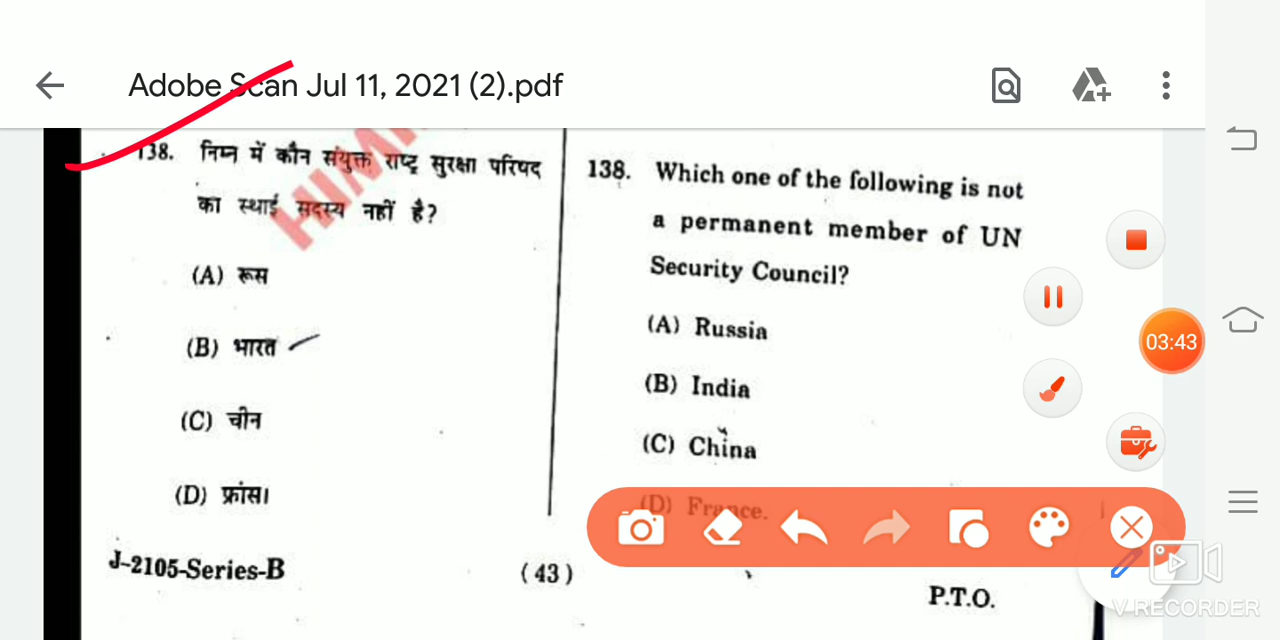 Adobe Scan Jul 11, 2021 (2).pdf
138. निम्न में कौन संयुक्त राष्ट्र सुरक्षा परिषद
का स्थाई सदस्य नहीं है?
(A) रूस
(B) भारत
(C) चीन
(D) फ्रांस।
138. Which one of the following is not
a permanent member of UN
Security Council?
(A) Russia
(B) India
(C) China
(D) France.
03:43
J-2105-Series-B
(43)
P.T.O.
V RECORDER